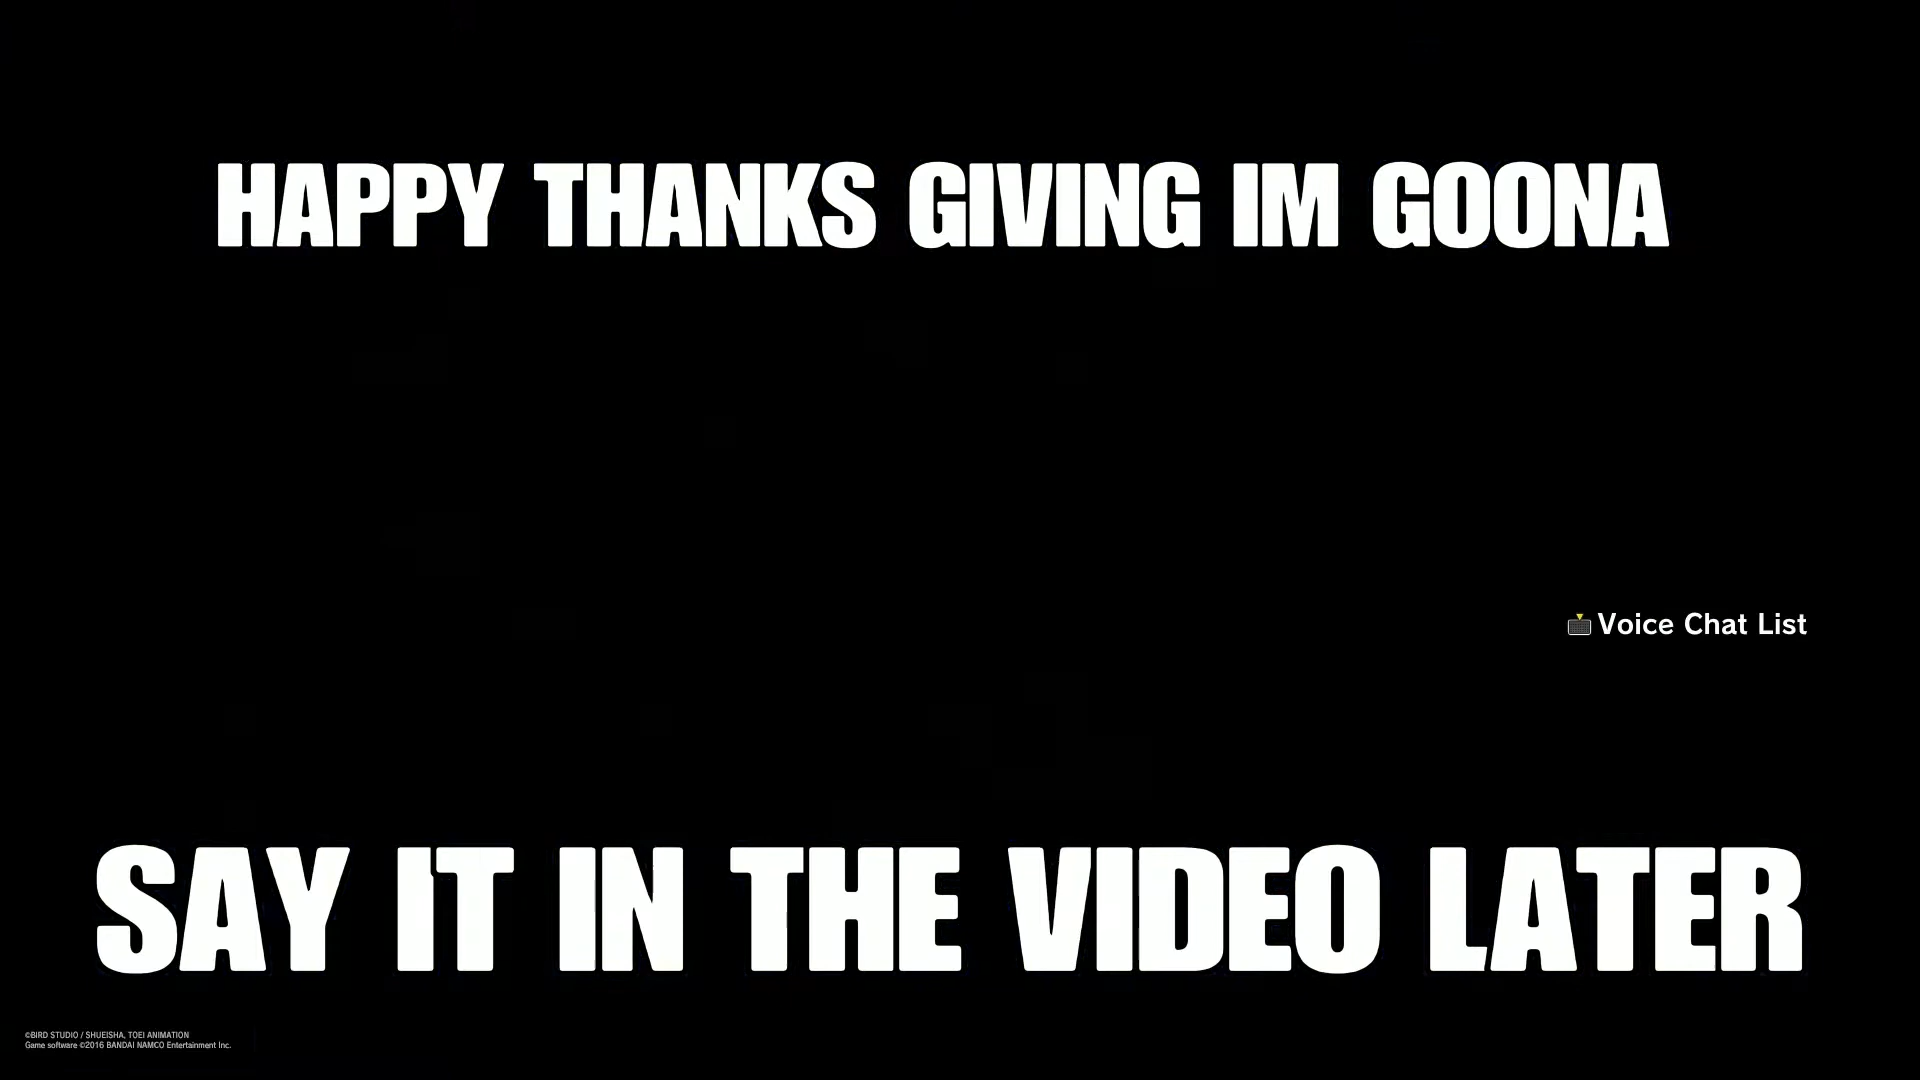 HAPPY THANKS GIVING IM GOONA
Voice Chat List
SAY IT IN THE VIDEO LATER
©BIRD STUDIO / SHUEISHA, TOEI ANIMATION
Game software ©2016 BANDAI NAMCO Entertainment Inc.